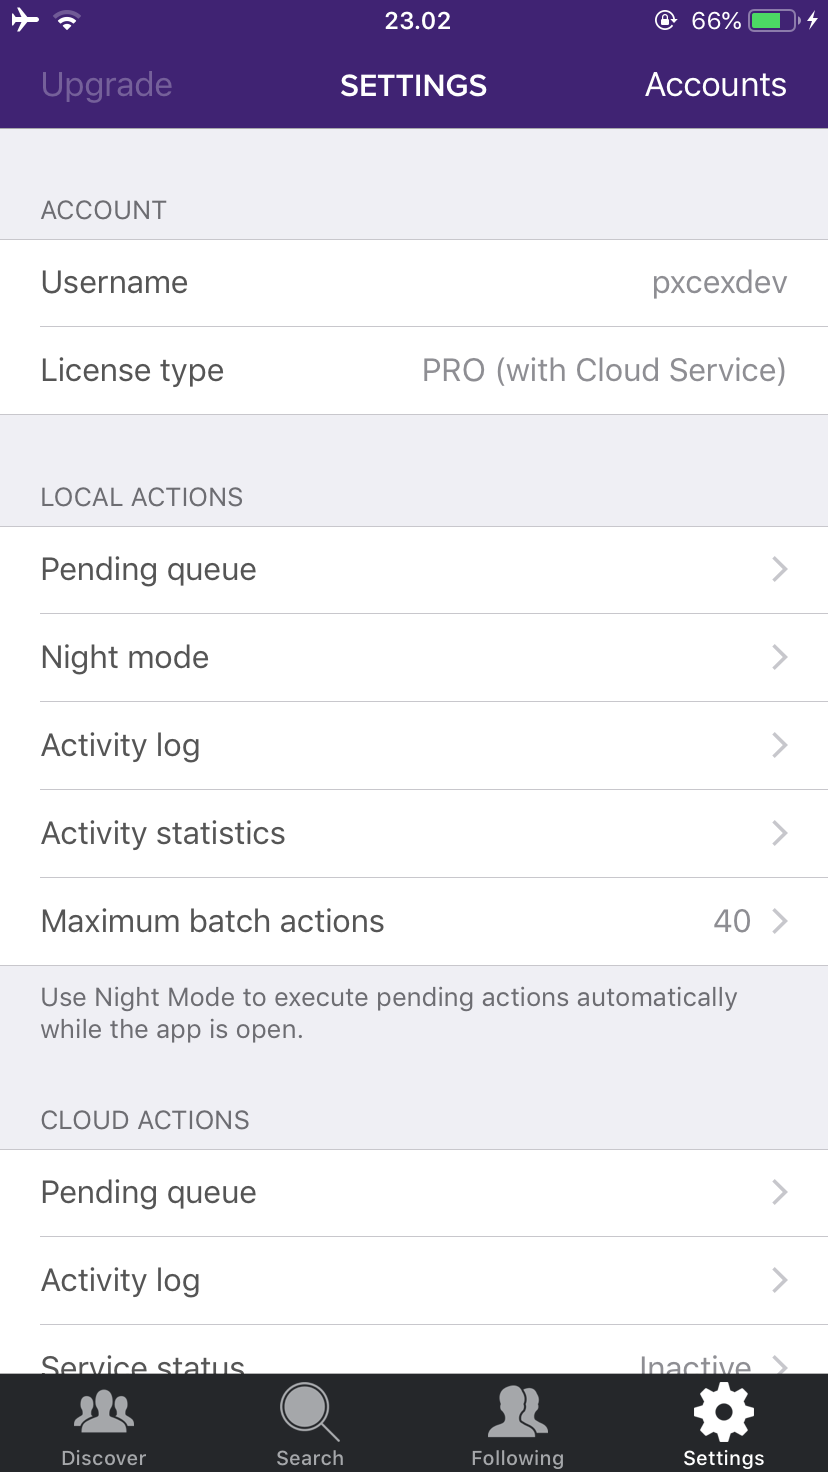 23.02
66%
Upgrade
SETTINGS
Accounts
ACCOUNT
Username
pxcexdev
License type
PRO (with Cloud Service)
LOCAL ACTIONS
Pending queue
Night mode
Activity log
Activity statistics
Maximum batch actions
40
Use Night Mode to execute pending actions automatically
while the app is open.
CLOUD ACTIONS
Pending queue
Activity log
Service status
Inactive
Discover
Search
Following
Settings